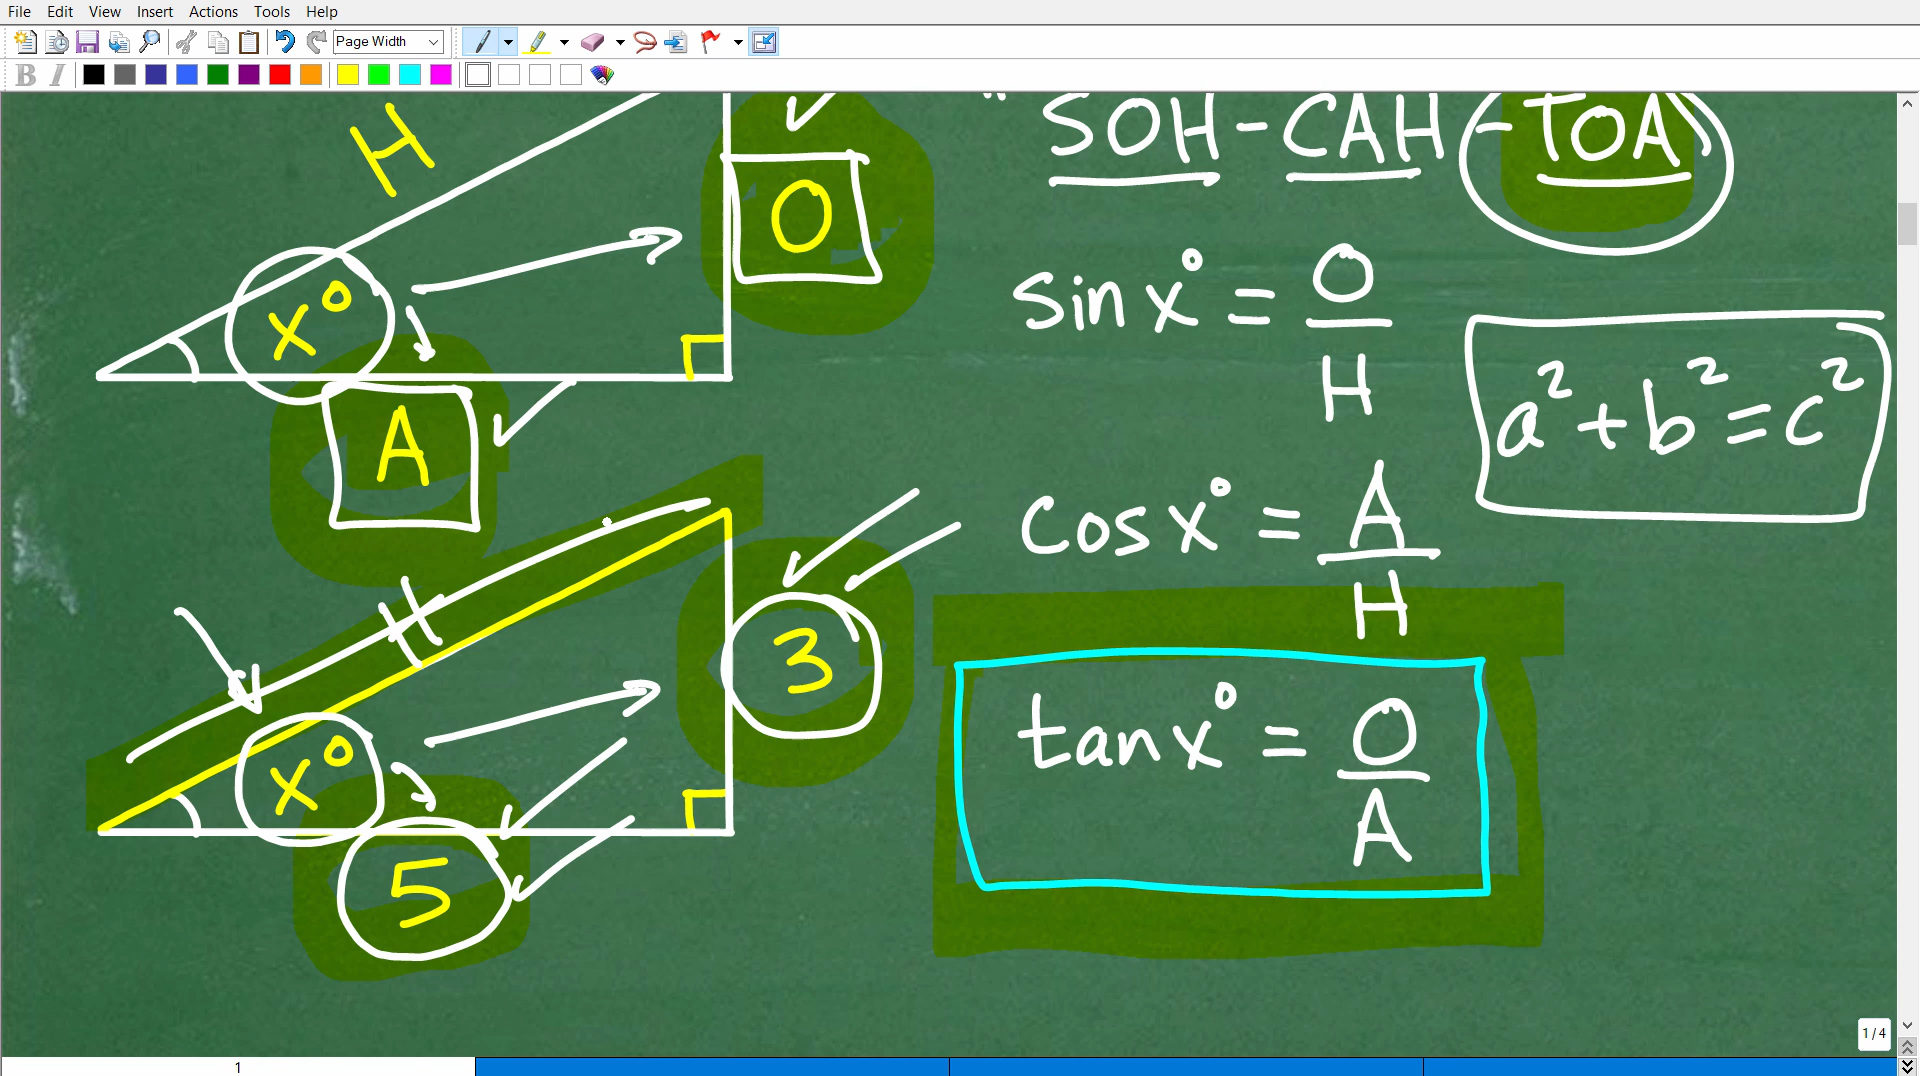 File Edit View Insert Actions Tools Help
Page Width
B I
H
O
x°
A
H
3
x°
5
"SOH-CAH-TOA"
sin x° = O/H
a² + b² = c²
cos x° = A/H
tan x° = O/A
1 / 4
1